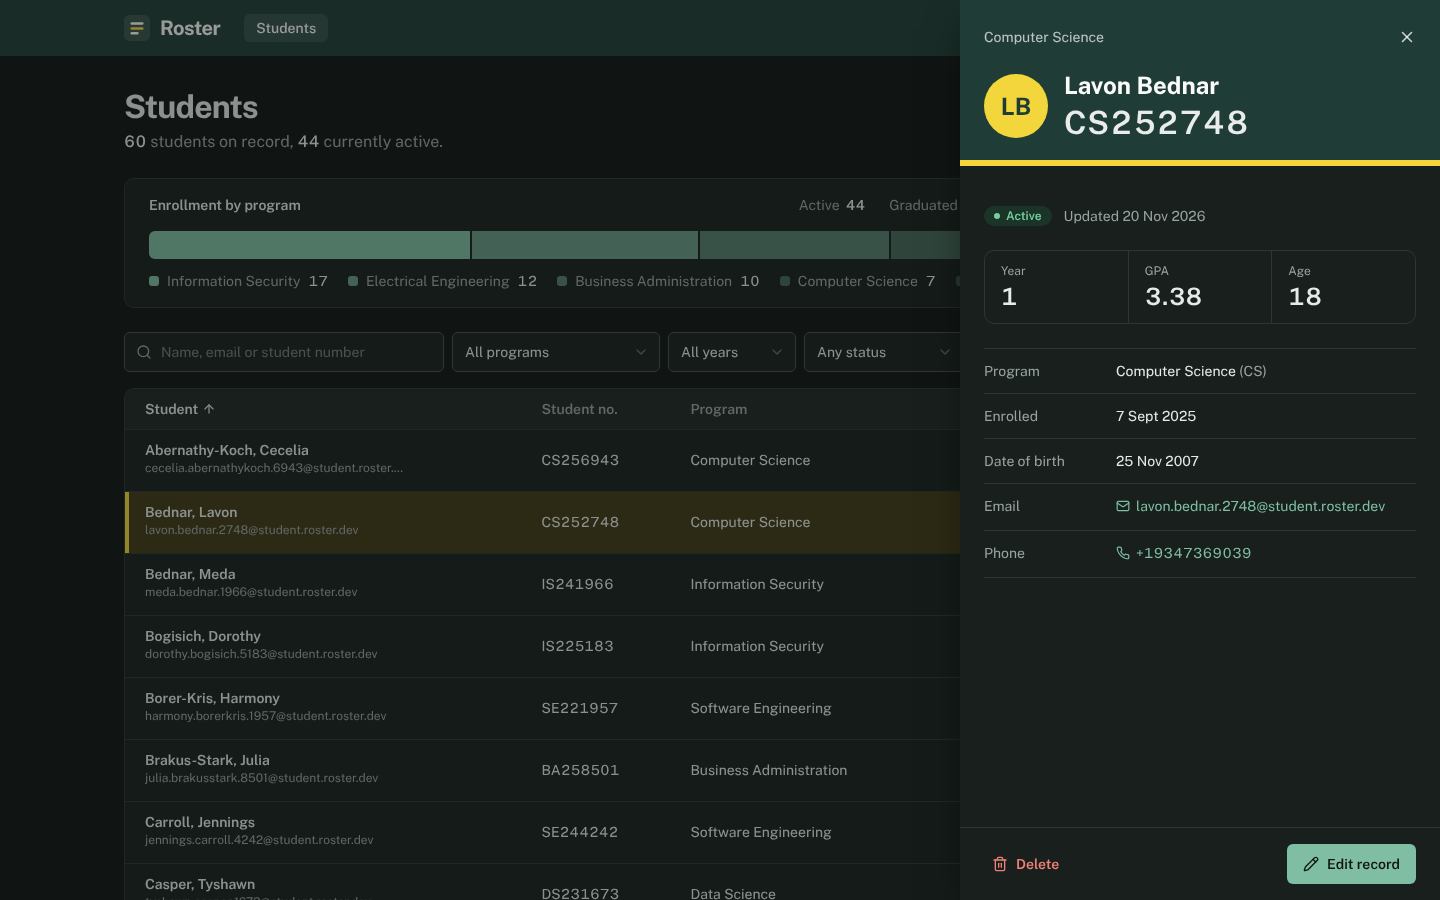 Roster
Students
Students
60 students on record, 44 currently active.
Enrollment by program
Active 44 Graduated
Information Security 17 Electrical Engineering 12 Business Administration 10 Computer Science 7
Name, email or student number
All programs
All years
Any status
Student ↑ Student no. Program
Abernathy-Koch, Cecelia
cecelia.abernathykoch.6943@student.roster....
CS256943
Computer Science
Bednar, Lavon
lavon.bednar.2748@student.roster.dev
CS252748
Computer Science
Bednar, Meda
meda.bednar.1966@student.roster.dev
IS241966
Information Security
Bogisich, Dorothy
dorothy.bogisich.5183@student.roster.dev
IS225183
Information Security
Borer-Kris, Harmony
harmony.borerkris.1957@student.roster.dev
SE221957
Software Engineering
Brakus-Stark, Julia
julia.brakusstark.8501@student.roster.dev
BA258501
Business Administration
Carroll, Jennings
jennings.carroll.4242@student.roster.dev
SE244242
Software Engineering
Casper, Tyshawn
DS231673
Data Science
Computer Science
LB
Lavon Bednar
CS252748
Active
Updated 20 Nov 2026
Year
1
GPA
3.38
Age
18
Program Computer Science (CS)
Enrolled 7 Sept 2025
Date of birth 25 Nov 2007
Email lavon.bednar.2748@student.roster.dev
Phone +19347369039
Delete
Edit record